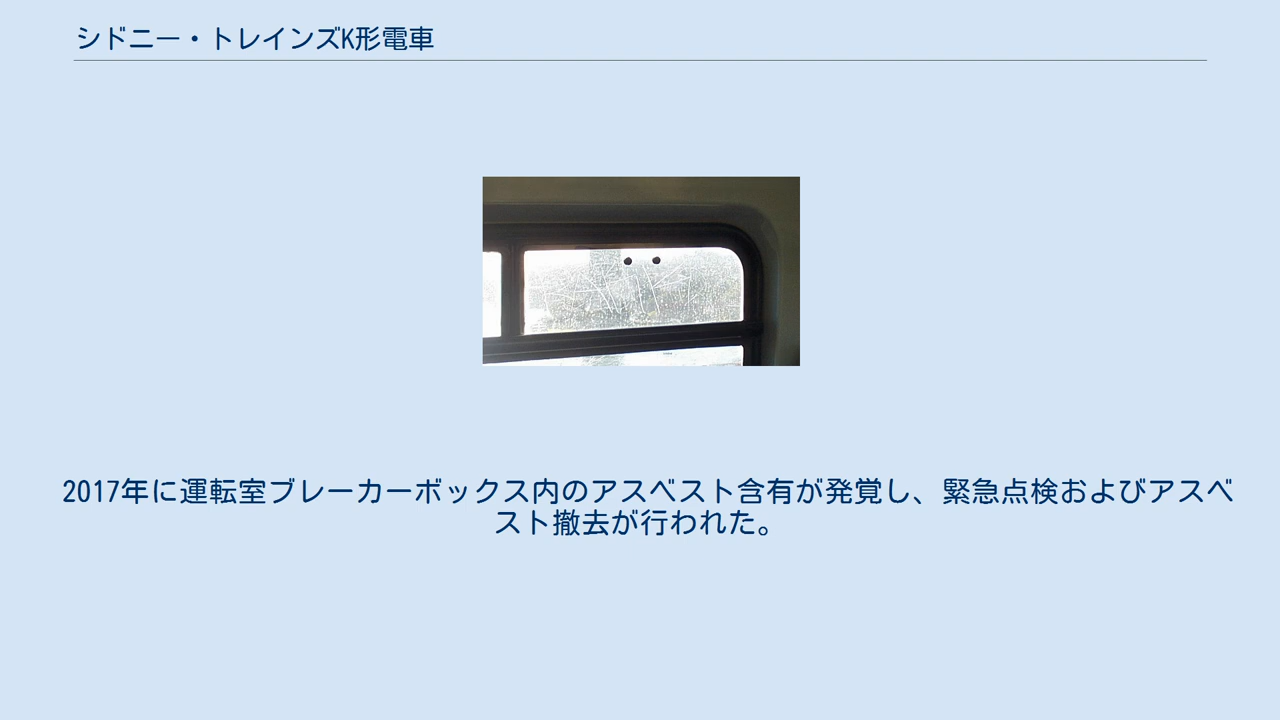 シドニー・トレインズK形電車
2017年に運転室ブレーカーボックス内のアスベスト含有が発覚し、緊急点検およびアスベ
スト撤去が行われた。